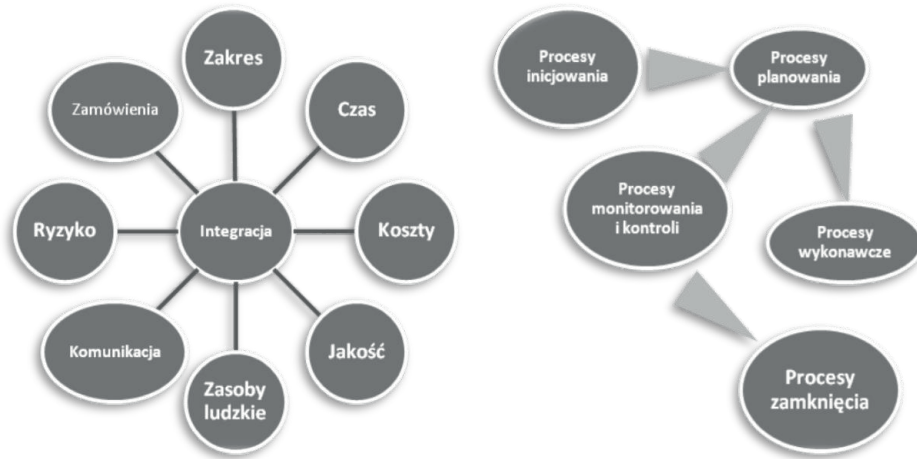 Zakres
Czas
Koszty
Jakość
Zasoby
ludzkie
Komunikacja
Ryzyko
Zamówienia
Integracja
Procesy
inicjowania
Procesy
planowania
Procesy
monitorowania
i kontroli
Procesy
wykonawcze
Procesy
zamknięcia